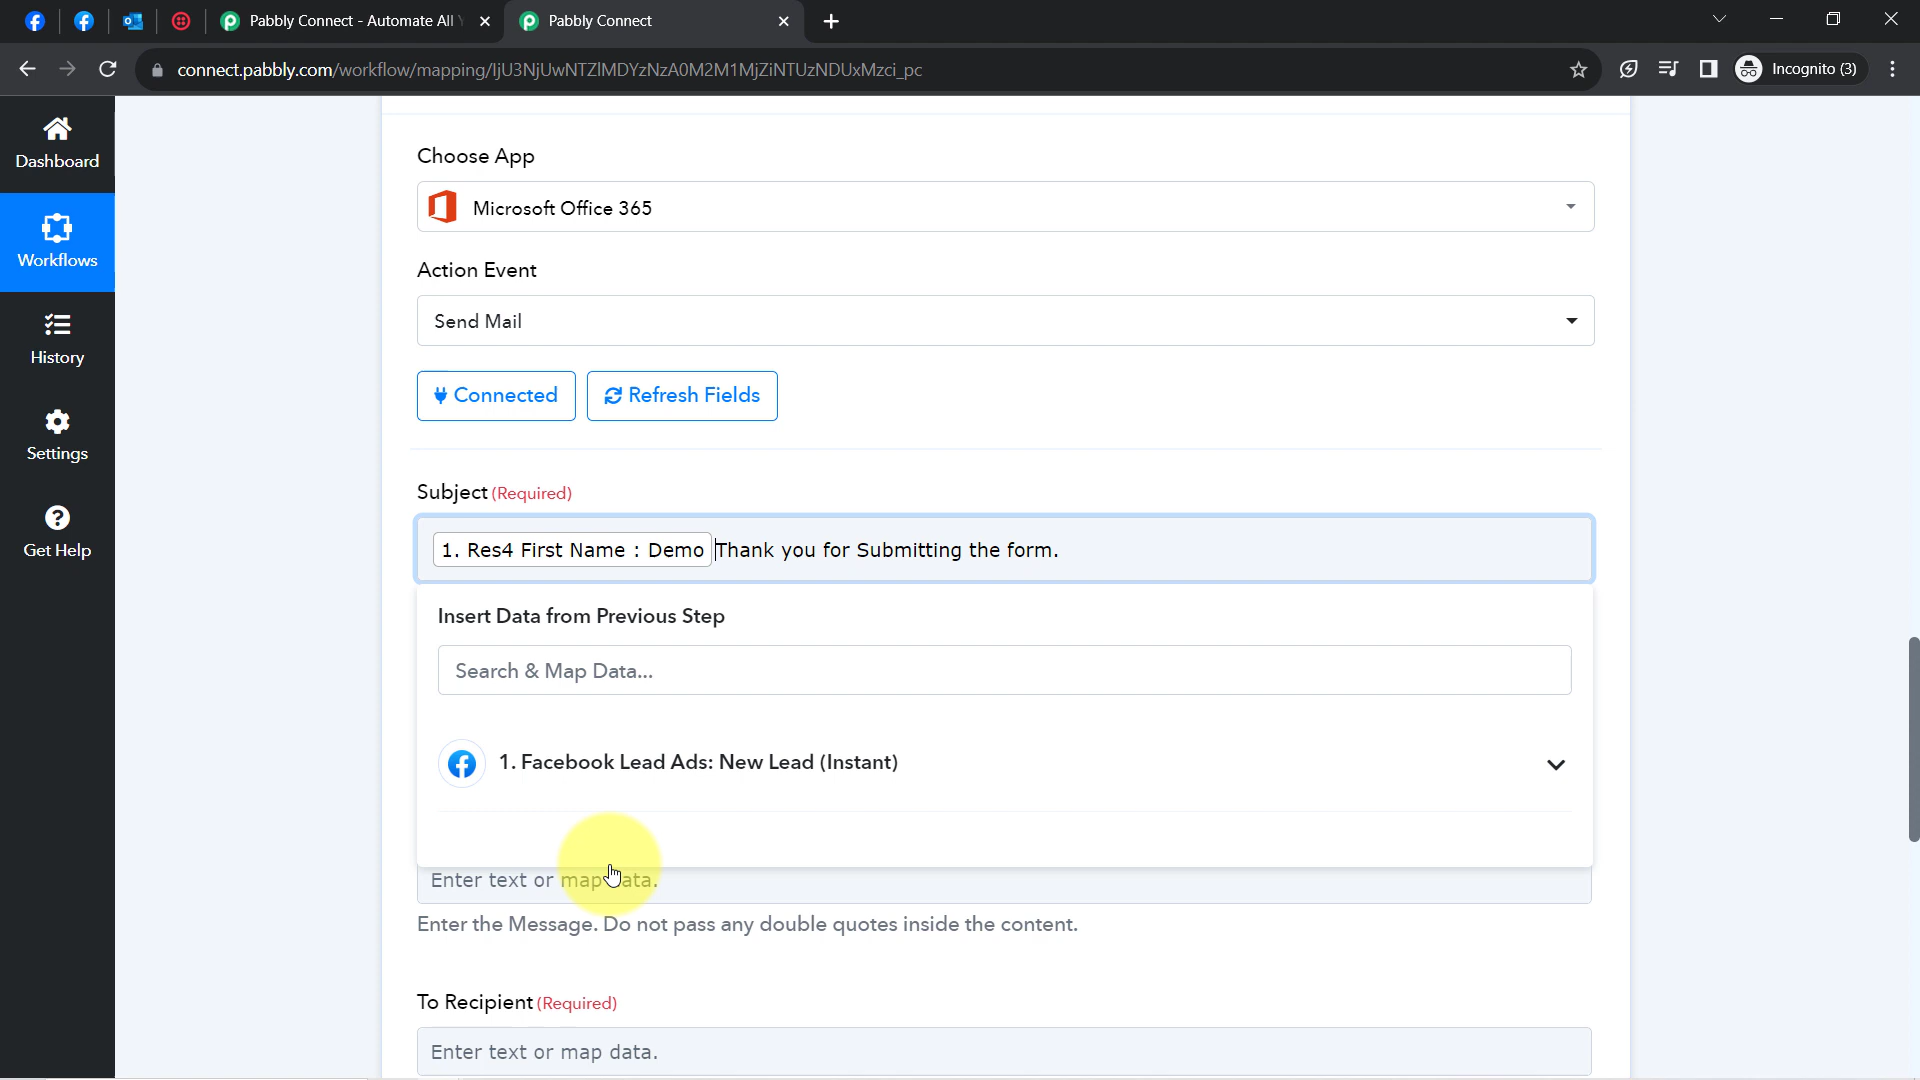 Pabbly Connect - Automate All Y
Pabbly Connect
connect.pabbly.com/workflow/mapping/IjU3NjUwNTZlMDYzNzA0M2M1MjZiNTUzNDUxMzci_pc
Incognito (3)
Dashboard
Workflows
History
Settings
Get Help
Choose App
Microsoft Office 365
Action Event
Send Mail
Connected
Refresh Fields
Subject (Required)
1. Res4 First Name : Demo Thank you for Submitting the form.
Insert Data from Previous Step
Search & Map Data...
1. Facebook Lead Ads: New Lead (Instant)
Enter text or map data.
Enter the Message. Do not pass any double quotes inside the content.
To Recipient (Required)
Enter text or map data.